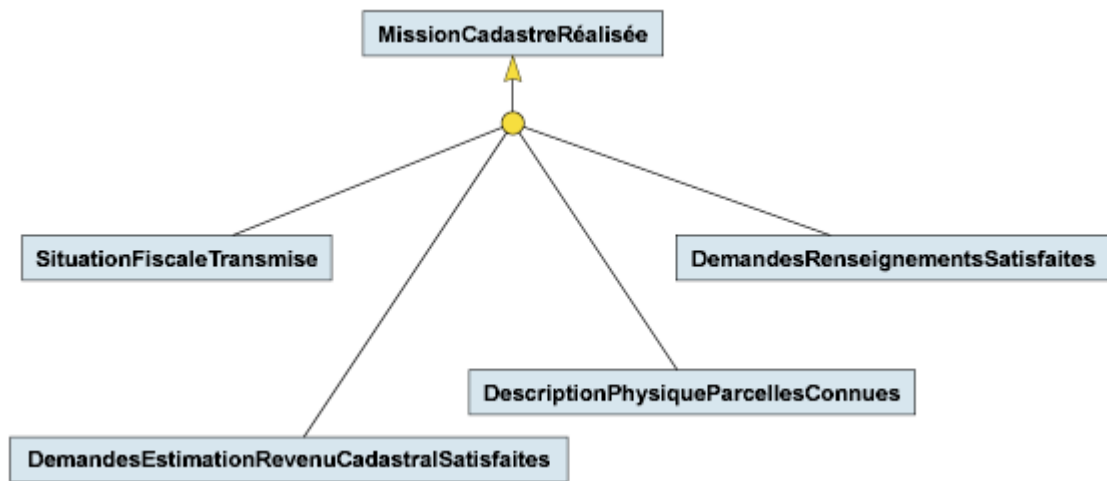 MissionCadastreRéalisée
SituationFiscaleTransmise
DemandesRenseignementsSatisfaites
DescriptionPhysiqueParcellesConnues
DemandesEstimationRevenuCadastralSatisfaites